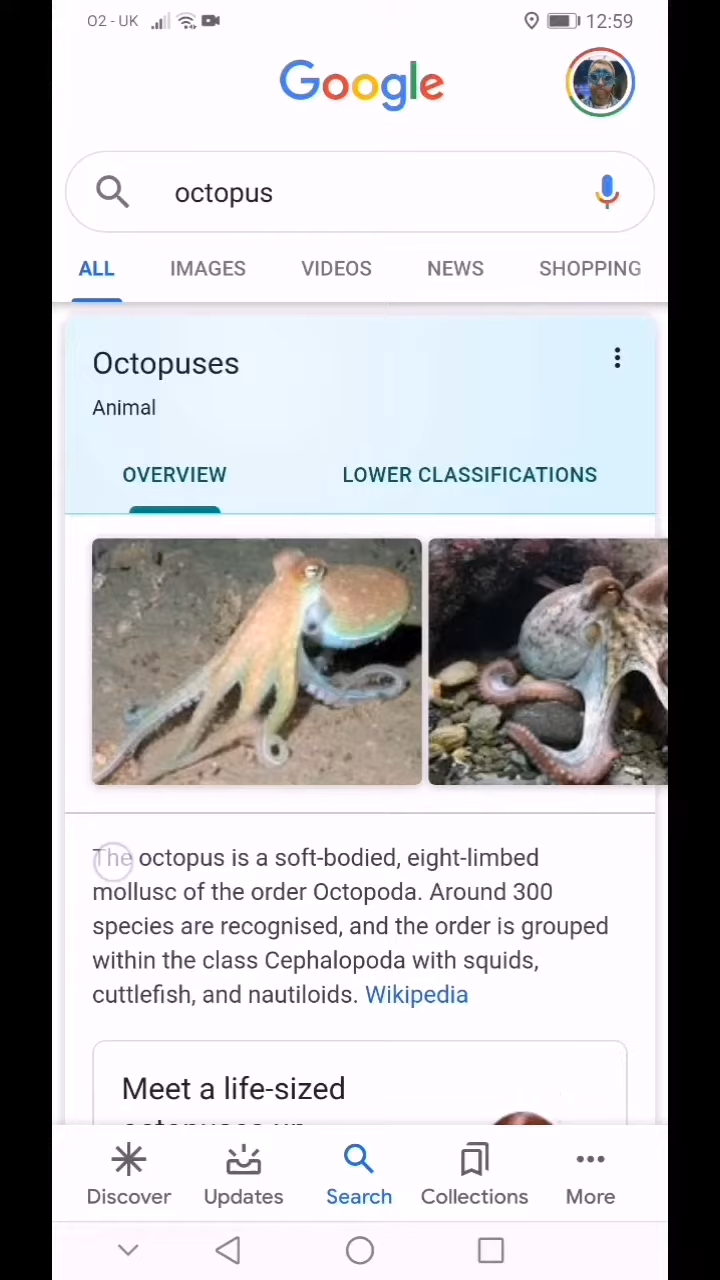 O2 - UK 12:59
Google
octopus
ALL IMAGES VIDEOS NEWS SHOPPING
Octopuses
Animal
OVERVIEW LOWER CLASSIFICATIONS
The octopus is a soft-bodied, eight-limbed
mollusc of the order Octopoda. Around 300
species are recognised, and the order is grouped
within the class Cephalopoda with squids,
cuttlefish, and nautiloids. Wikipedia
Meet a life-sized
Discover Updates Search Collections More